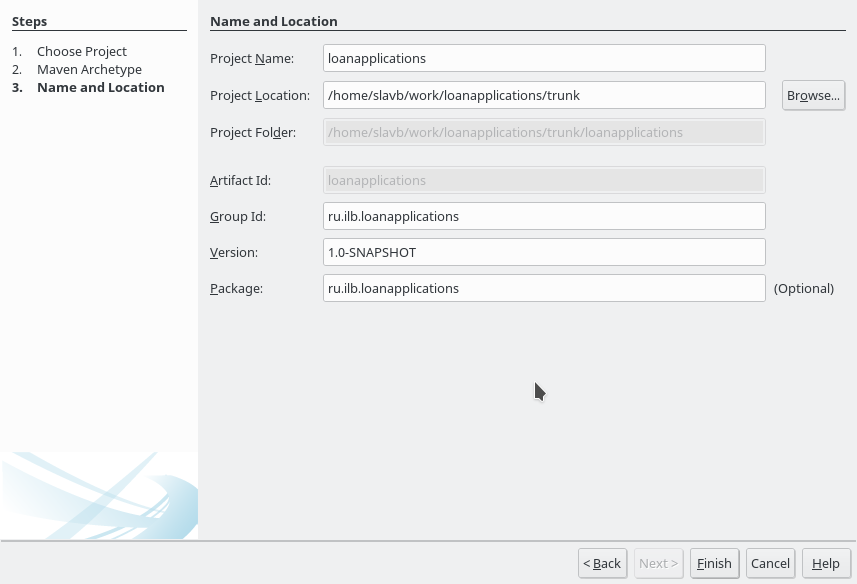 Steps
1. Choose Project
2. Maven Archetype
3. Name and Location
Name and Location
Project Name: loanapplications
Project Location: /home/slavb/work/loanapplications/trunk Browse...
Project Folder: /home/slavb/work/loanapplications/trunk/loanapplications
Artifact Id: loanapplications
Group Id: ru.ilb.loanapplications
Version: 1.0-SNAPSHOT
Package: ru.ilb.loanapplications (Optional)
< Back Next > Finish Cancel Help